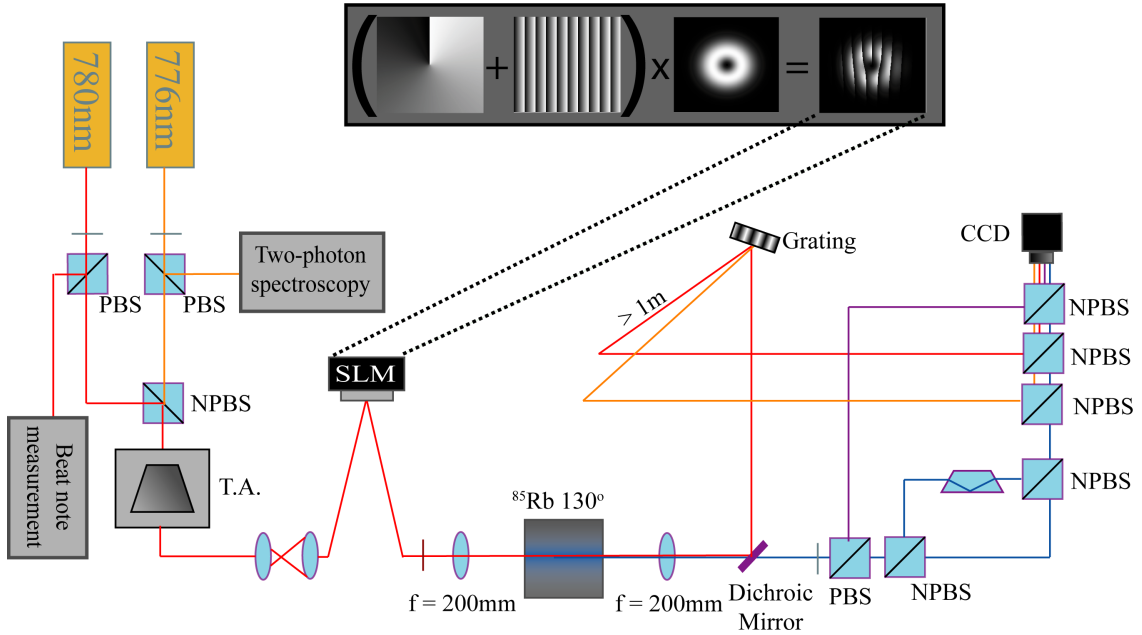 ( + ) x =
780nm
776nm
Two-photon
spectroscopy
PBS
PBS
NPBS
Beat note
measurement
T.A.
SLM
f = 200mm
⁸⁵Rb 130º
f = 200mm
Grating
> 1m
Dichroic
Mirror
PBS
NPBS
CCD
NPBS
NPBS
NPBS
NPBS